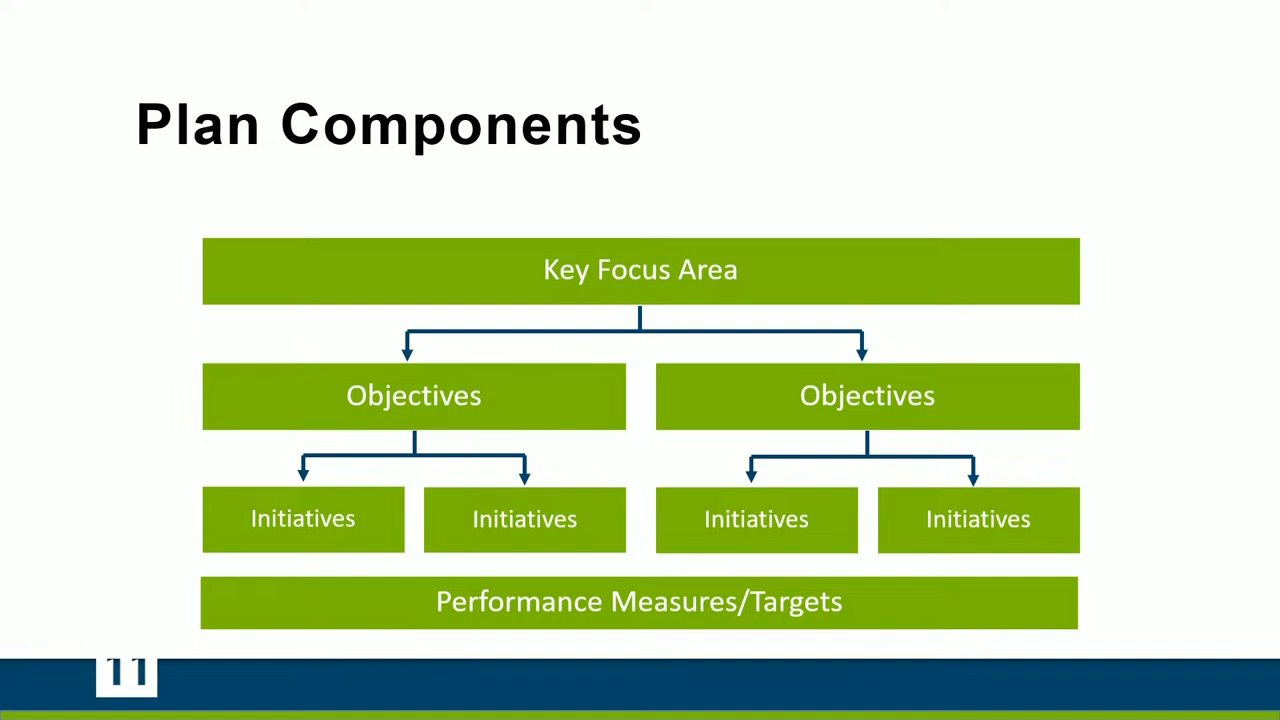 Plan Components
Key Focus Area
Objectives
Objectives
Initiatives
Initiatives
Initiatives
Initiatives
Performance Measures/Targets
11